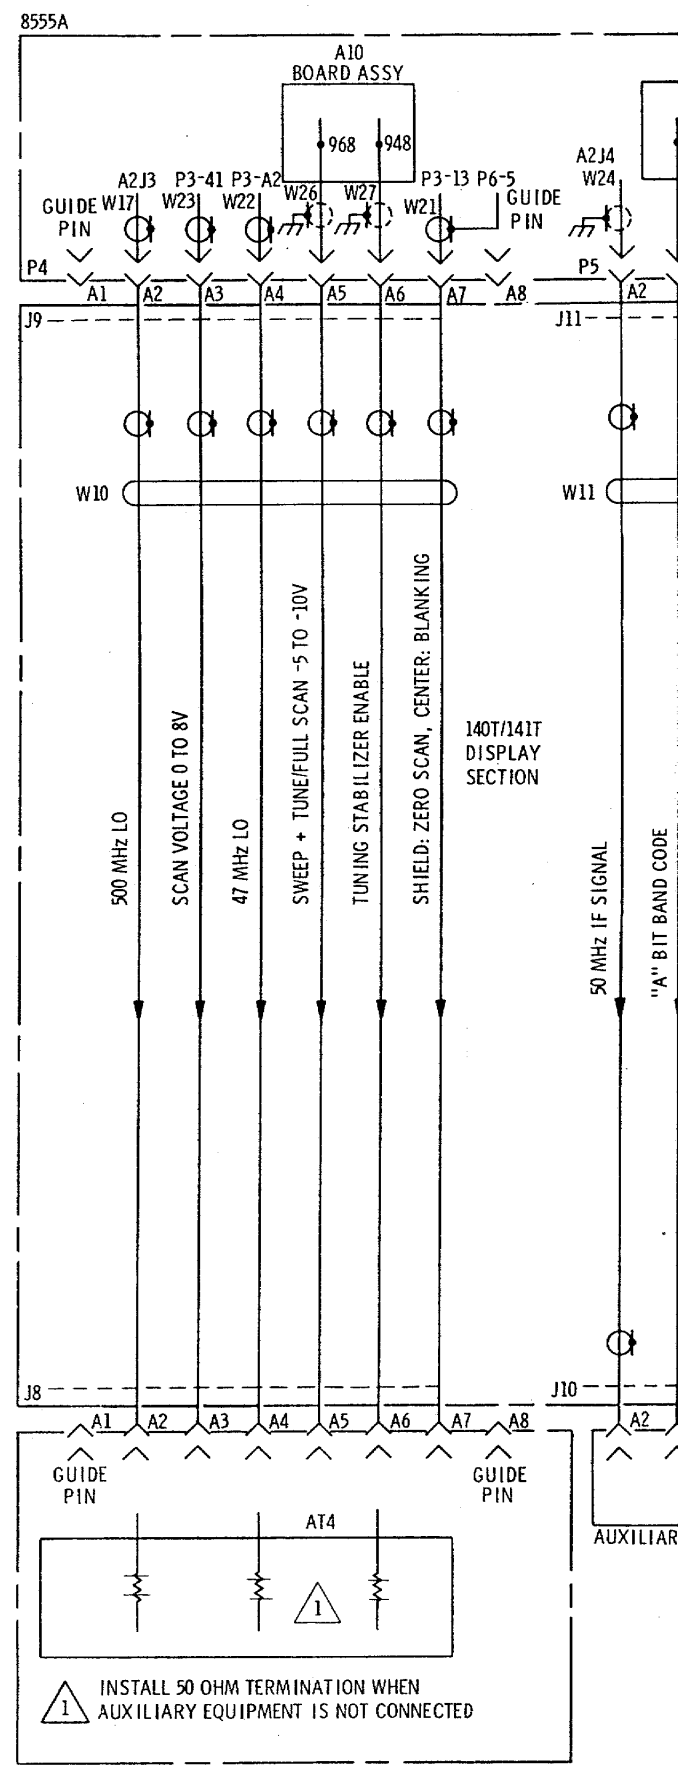 8555A
A10
BOARD ASSY
968
948
A2J3
P3-41
P3-A2
P3-13
P6-5
A2J4
W24
GUIDE
PIN
W17
W23
W22
W26
W27
W21
GUIDE
PIN
P4
P5
A1
A2
A3
A4
A5
A6
A7
A8
A2
J9
J11
W10
W11
500 MHz LO
SCAN VOLTAGE 0 TO 8V
47 MHz LO
SWEEP + TUNE/FULL SCAN -5 TO -10V
TUNING STABILIZER ENABLE
SHIELD: ZERO SCAN, CENTER: BLANKING
140T/141T
DISPLAY
SECTION
50 MHz IF SIGNAL
"A" BIT BAND CODE
J8
J10
A1
A2
A3
A4
A5
A6
A7
A8
A2
GUIDE
PIN
GUIDE
PIN
AUXILIAR
AT4
1
1
INSTALL 50 OHM TERMINATION WHEN
AUXILIARY EQUIPMENT IS NOT CONNECTED